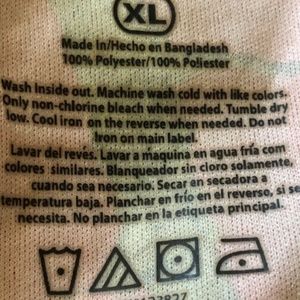 XL
Made in/Hecho en Bangladesh
100% Polyester/100% Poliester
Wash Inside out. Machine wash cold with like colors.
Only non-chlorine bleach when needed. Tumble dry
low. Cool iron on the reverse when needed. Do not
Iron on main label.
Lavar del reves. Lavar a maquina en agua fría com
colores similares. Blanqueador sin cloro solamente,
cuando sea necesario. Secar en secadora a
temperatura baja. Planchar en frío en el reverso, si se
necesita. No planchar en la etiqueta principal.